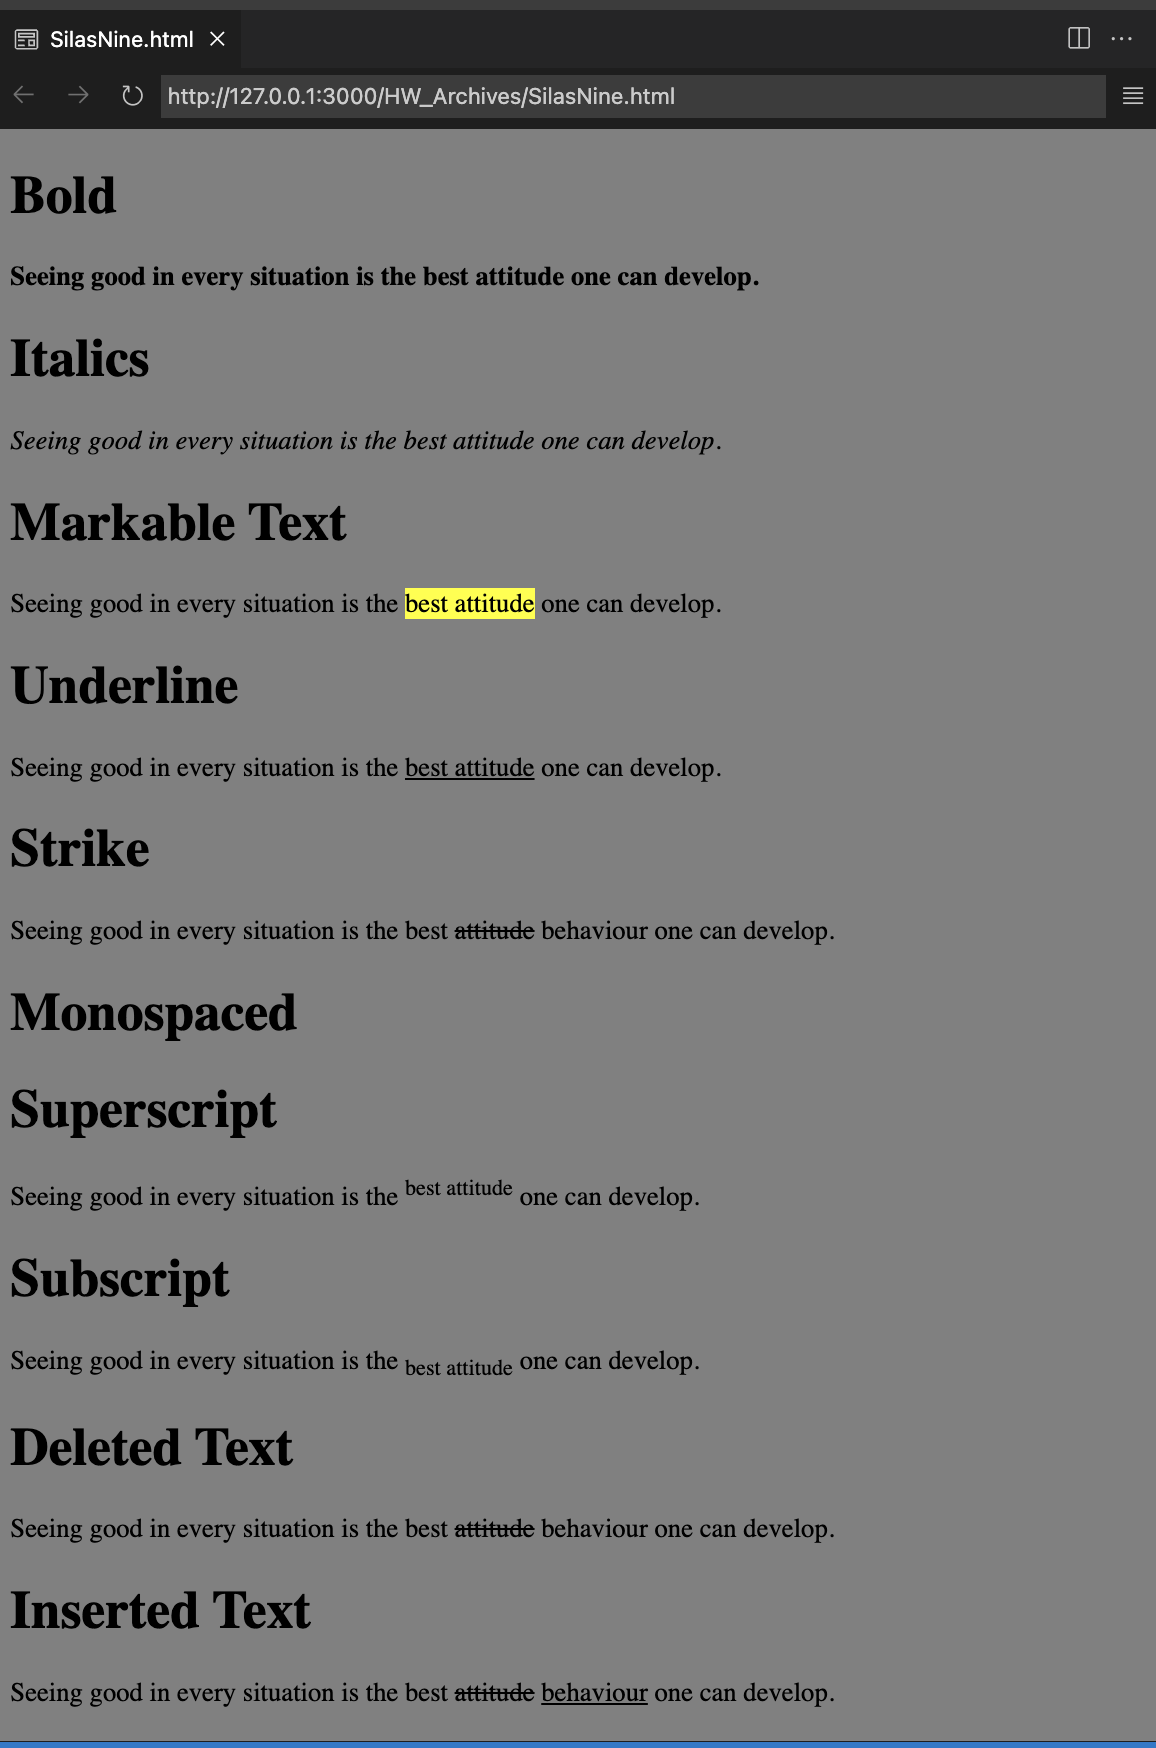 SilasNine.html
http://127.0.0.1:3000/HW_Archives/SilasNine.html
Bold
Seeing good in every situation is the best attitude one can develop.
Italics
Seeing good in every situation is the best attitude one can develop.
Markable Text
Seeing good in every situation is the best attitude one can develop.
Underline
Seeing good in every situation is the best attitude one can develop.
Strike
Seeing good in every situation is the best attitude behaviour one can develop.
Monospaced
Superscript
Seeing good in every situation is the best attitude one can develop.
Subscript
Seeing good in every situation is the best attitude one can develop.
Deleted Text
Seeing good in every situation is the best attitude behaviour one can develop.
Inserted Text
Seeing good in every situation is the best attitude behaviour one can develop.